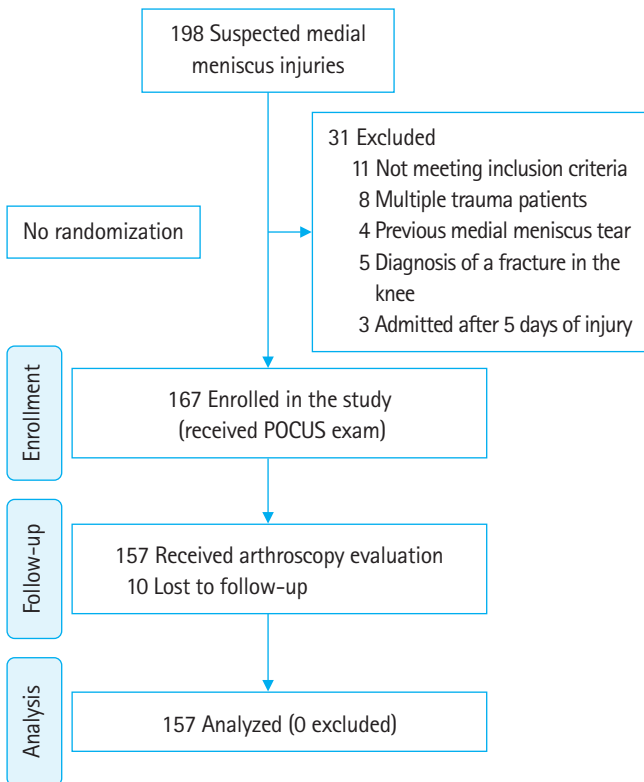 198 Suspected medial
meniscus injuries
31 Excluded
11 Not meeting inclusion criteria
8 Multiple trauma patients
4 Previous medial meniscus tear
5 Diagnosis of a fracture in the
knee
3 Admitted after 5 days of injury
No randomization
Enrollment
167 Enrolled in the study
(received POCUS exam)
Follow-up
157 Received arthroscopy evaluation
10 Lost to follow-up
Analysis
157 Analyzed (0 excluded)